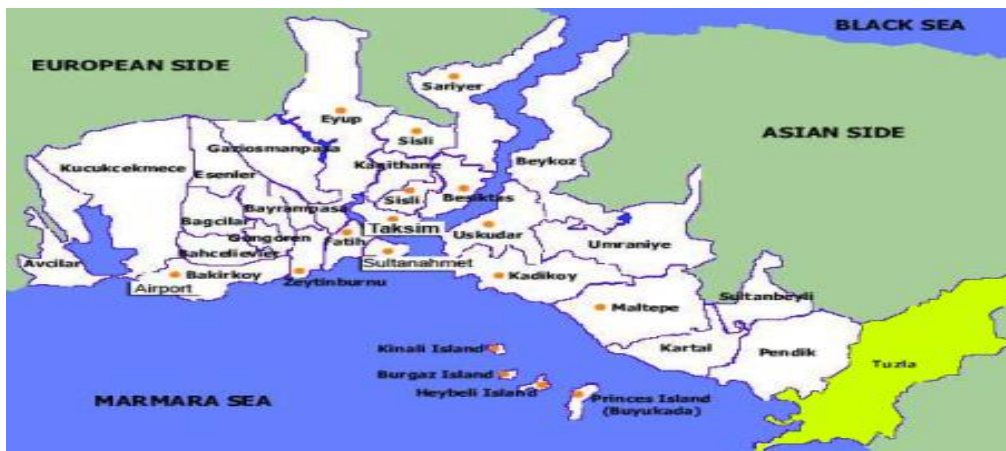 BLACK SEA
EUROPEAN SIDE
Sariyer
Eyup
ASIAN SIDE
Sisli
Gaziosmanpasa
Kagithane
Beykoz
Kucukcekmece
Esenler
Sisli
Besiktas
Bayrampasa
Bagcilar
Taksim
Uskudar
Gongoren
Fatih
Umraniye
Bahcelievler
Sultanahmet
Avcilar
Bakirkoy
Kadikoy
Zeytinburnu
Airport
Sultanbeyli
Maltepe
Kinali Island
Kartal
Pendik
Tuzla
Burgaz Island
Heybeli Island
MARMARA SEA
Princes Island
(Buyukada)